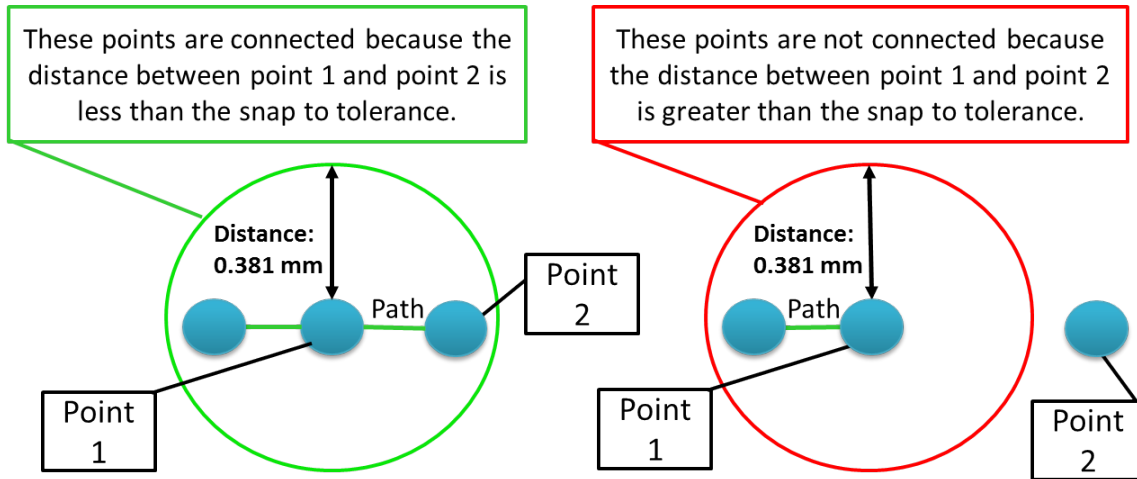 These points are connected because the
distance between point 1 and point 2 is
less than the snap to tolerance.
Distance:
0.381 mm
Path
Point
2
Point
1
These points are not connected because
the distance between point 1 and point 2
is greater than the snap to tolerance.
Distance:
0.381 mm
Path
Point
1
Point
2